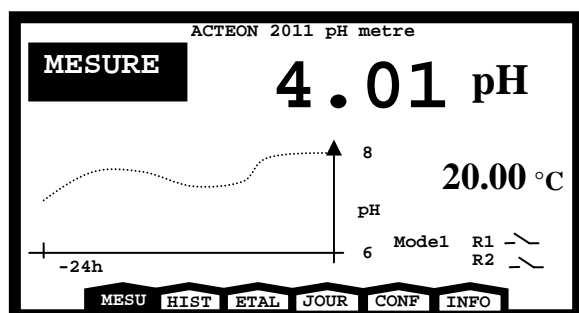 ACTEON 2011 pH metre
MESURE
4.01 pH
8
20.00 °C
pH
Mode1 R1
6
R2
-24h
MESU HIST ETAL JOUR CONF INFO